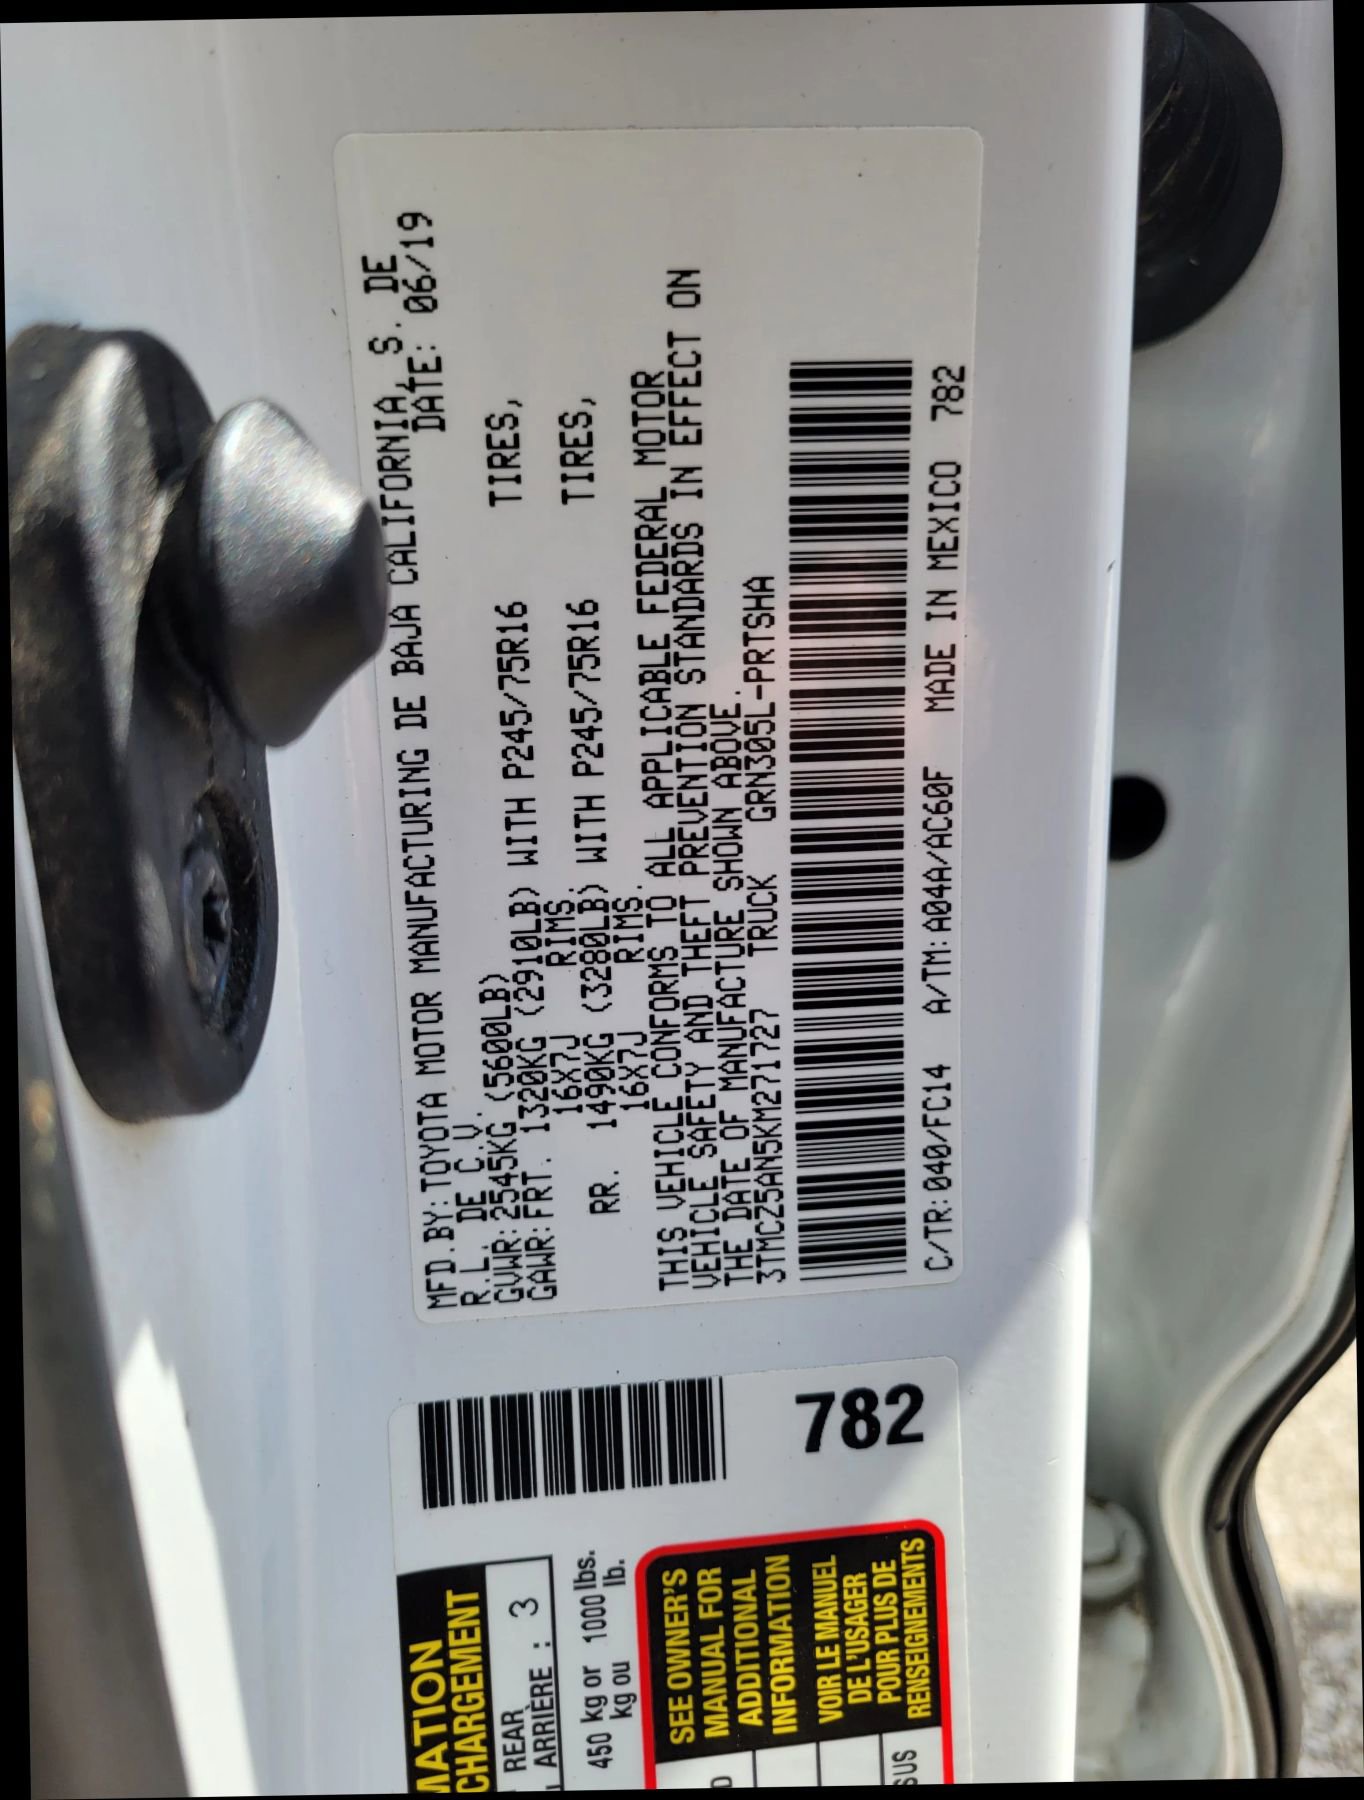 MFD.BY:TOYOTA MOTOR MANUFACTURING DE BAJA CALIFORNIA, S. DE
R.L. DE C.V. DATE: 06/19
GVWR:2545KG (5600LB)
GAWR:FRT. 1320KG (2910LB) WITH P245/75R16 TIRES,
16X7J RIMS.
RR. 1490KG (3280LB) WITH P245/75R16 TIRES,
16X7J RIMS.
THIS VEHICLE CONFORMS TO ALL APPLICABLE FEDERAL MOTOR
VEHICLE SAFETY AND THEFT PREVENTION STANDARDS IN EFFECT ON
THE DATE OF MANUFACTURE SHOWN ABOVE.
3TMCZ5AN5KM271727 TRUCK GRN305L-PRTSHA
C/TR:040/FC14 A/TM:A04A/AC60F MADE IN MEXICO 782
782
MATION
CHARGEMENT
REAR
ARRIÈRE : 3
450 kg or 1000 lbs.
kg ou lb.
SEE OWNER'S
MANUAL FOR
ADDITIONAL
INFORMATION
VOIR LE MANUEL
DE L'USAGER
POUR PLUS DE
RENSEIGNEMENTS